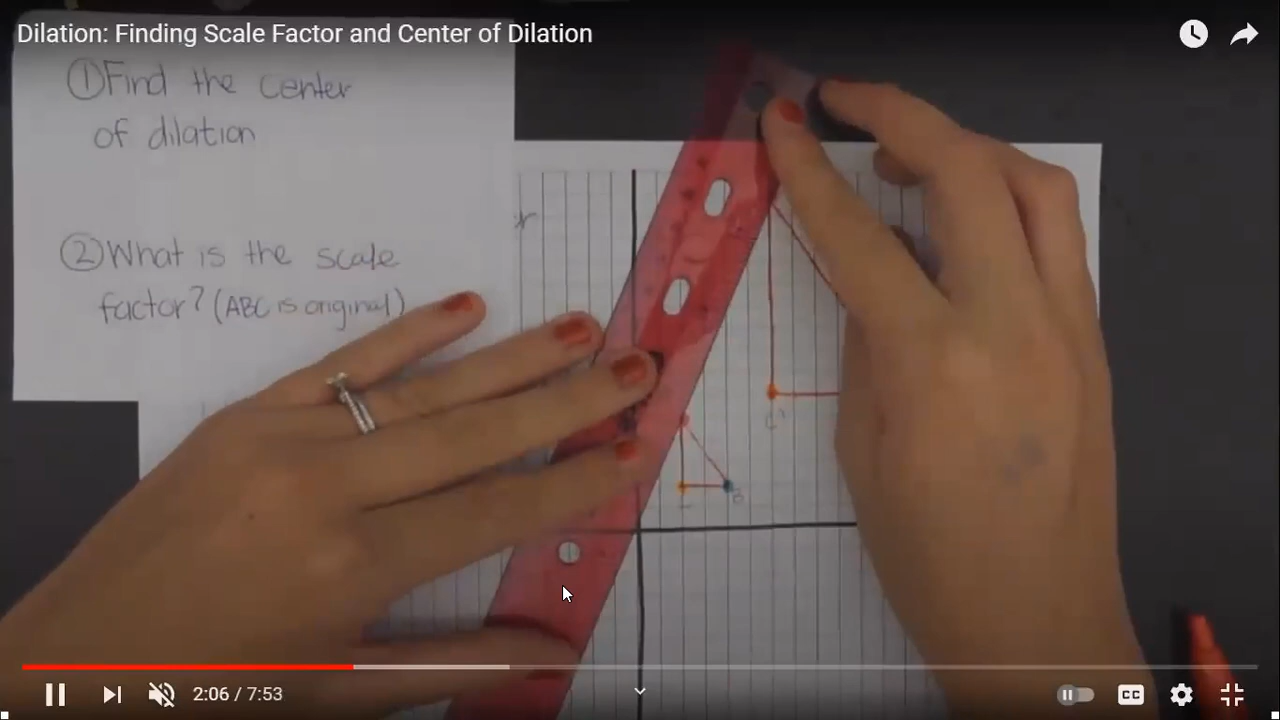 Dilation: Finding Scale Factor and Center of Dilation
①Find the center
of dilation
②What is the scale
factor? (ABC is original)
C'
B
2:06 / 7:53
CC